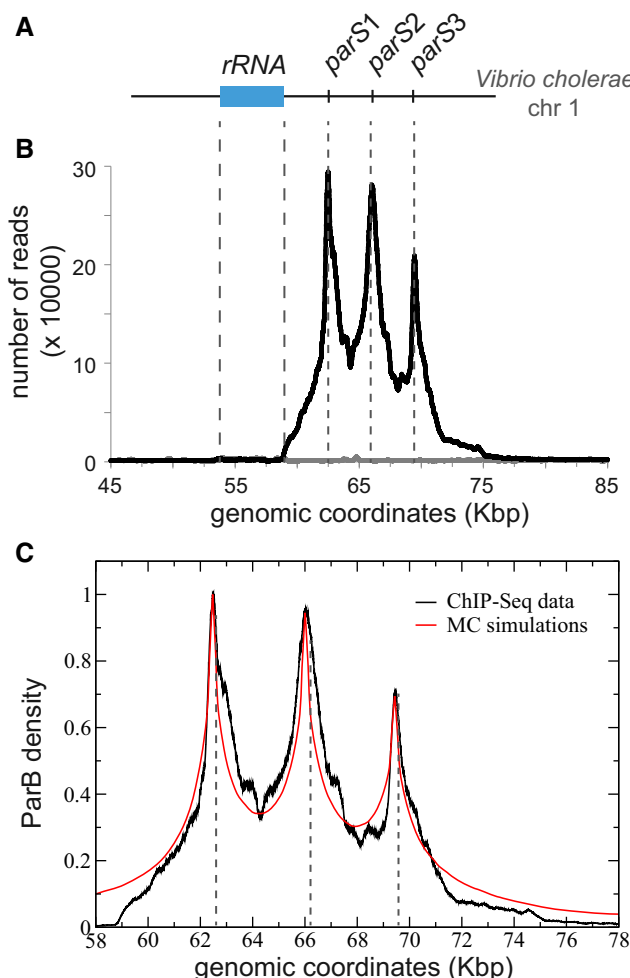 A
rRNA
parS1
parS2
parS3
Vibrio cholerae
chr 1
B
number of reads
(x 10000)
30
20
10
0
45
55
65
75
85
genomic coordinates (Kbp)
C
ChIP-Seq data
MC simulations
ParB density
1
0.8
0.6
0.4
0.2
0
58
60
62
64
66
68
70
72
74
76
78
genomic coordinates (Kbp)